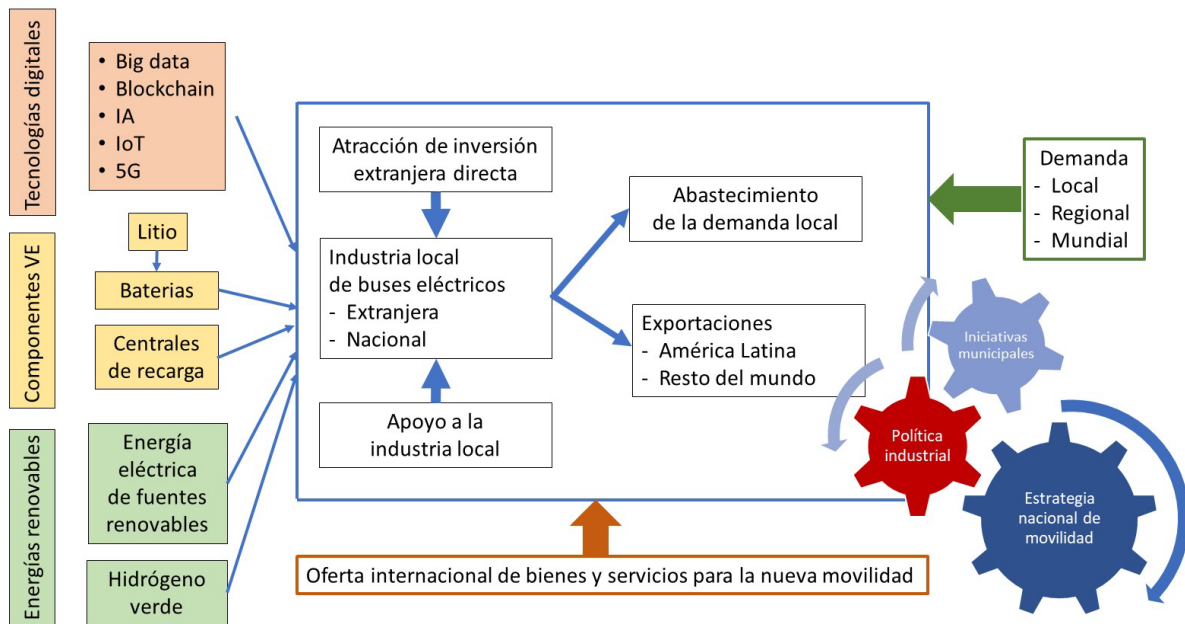 Tecnologías digitales
• Big data
• Blockchain
• IA
• IoT
• 5G
Componentes VE
Litio
Baterias
Centrales
de recarga
Energías renovables
Energía
eléctrica
de fuentes
renovables
Hidrógeno
verde
Atracción de inversión
extranjera directa
Industria local
de buses eléctricos
- Extranjera
- Nacional
Apoyo a la
industria local
Abastecimiento
de la demanda local
Exportaciones
- América Latina
- Resto del mundo
Demanda
- Local
- Regional
- Mundial
Iniciativas
municipales
Política
industrial
Estrategia
nacional de
movilidad
Oferta internacional de bienes y servicios para la nueva movilidad